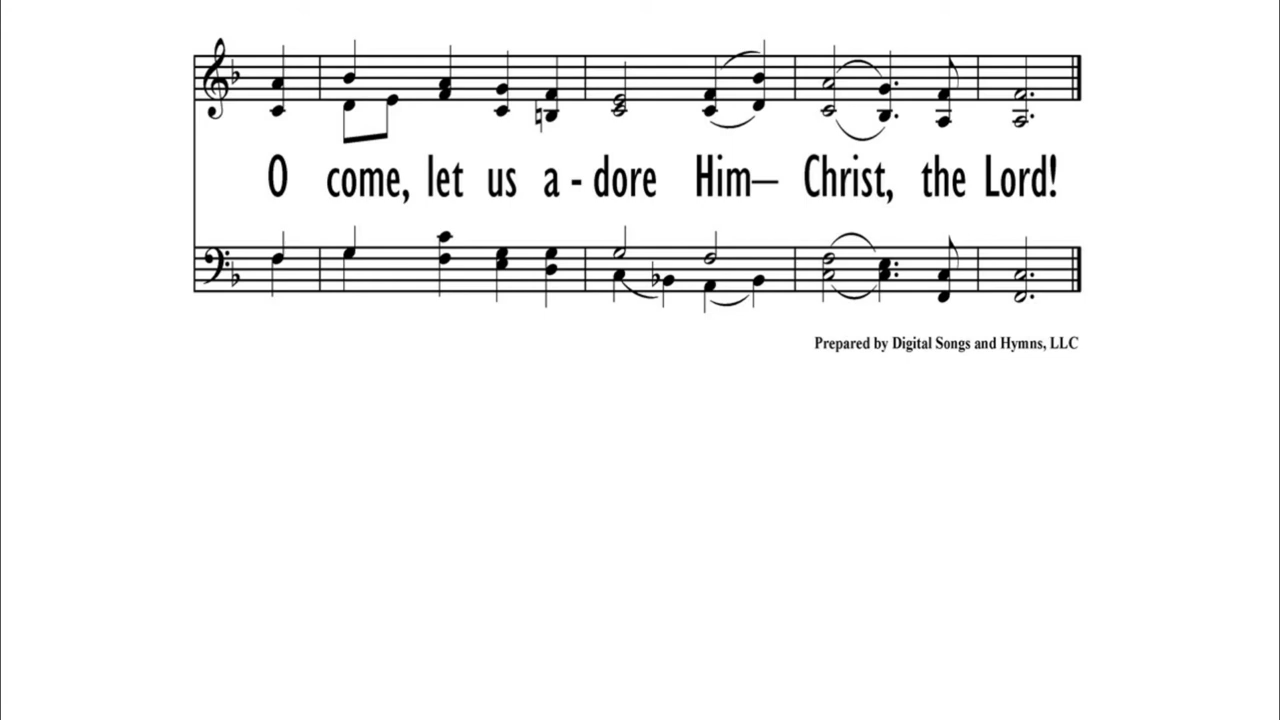 O come, let us a - dore Him— Christ, the Lord!
Prepared by Digital Songs and Hymns, LLC